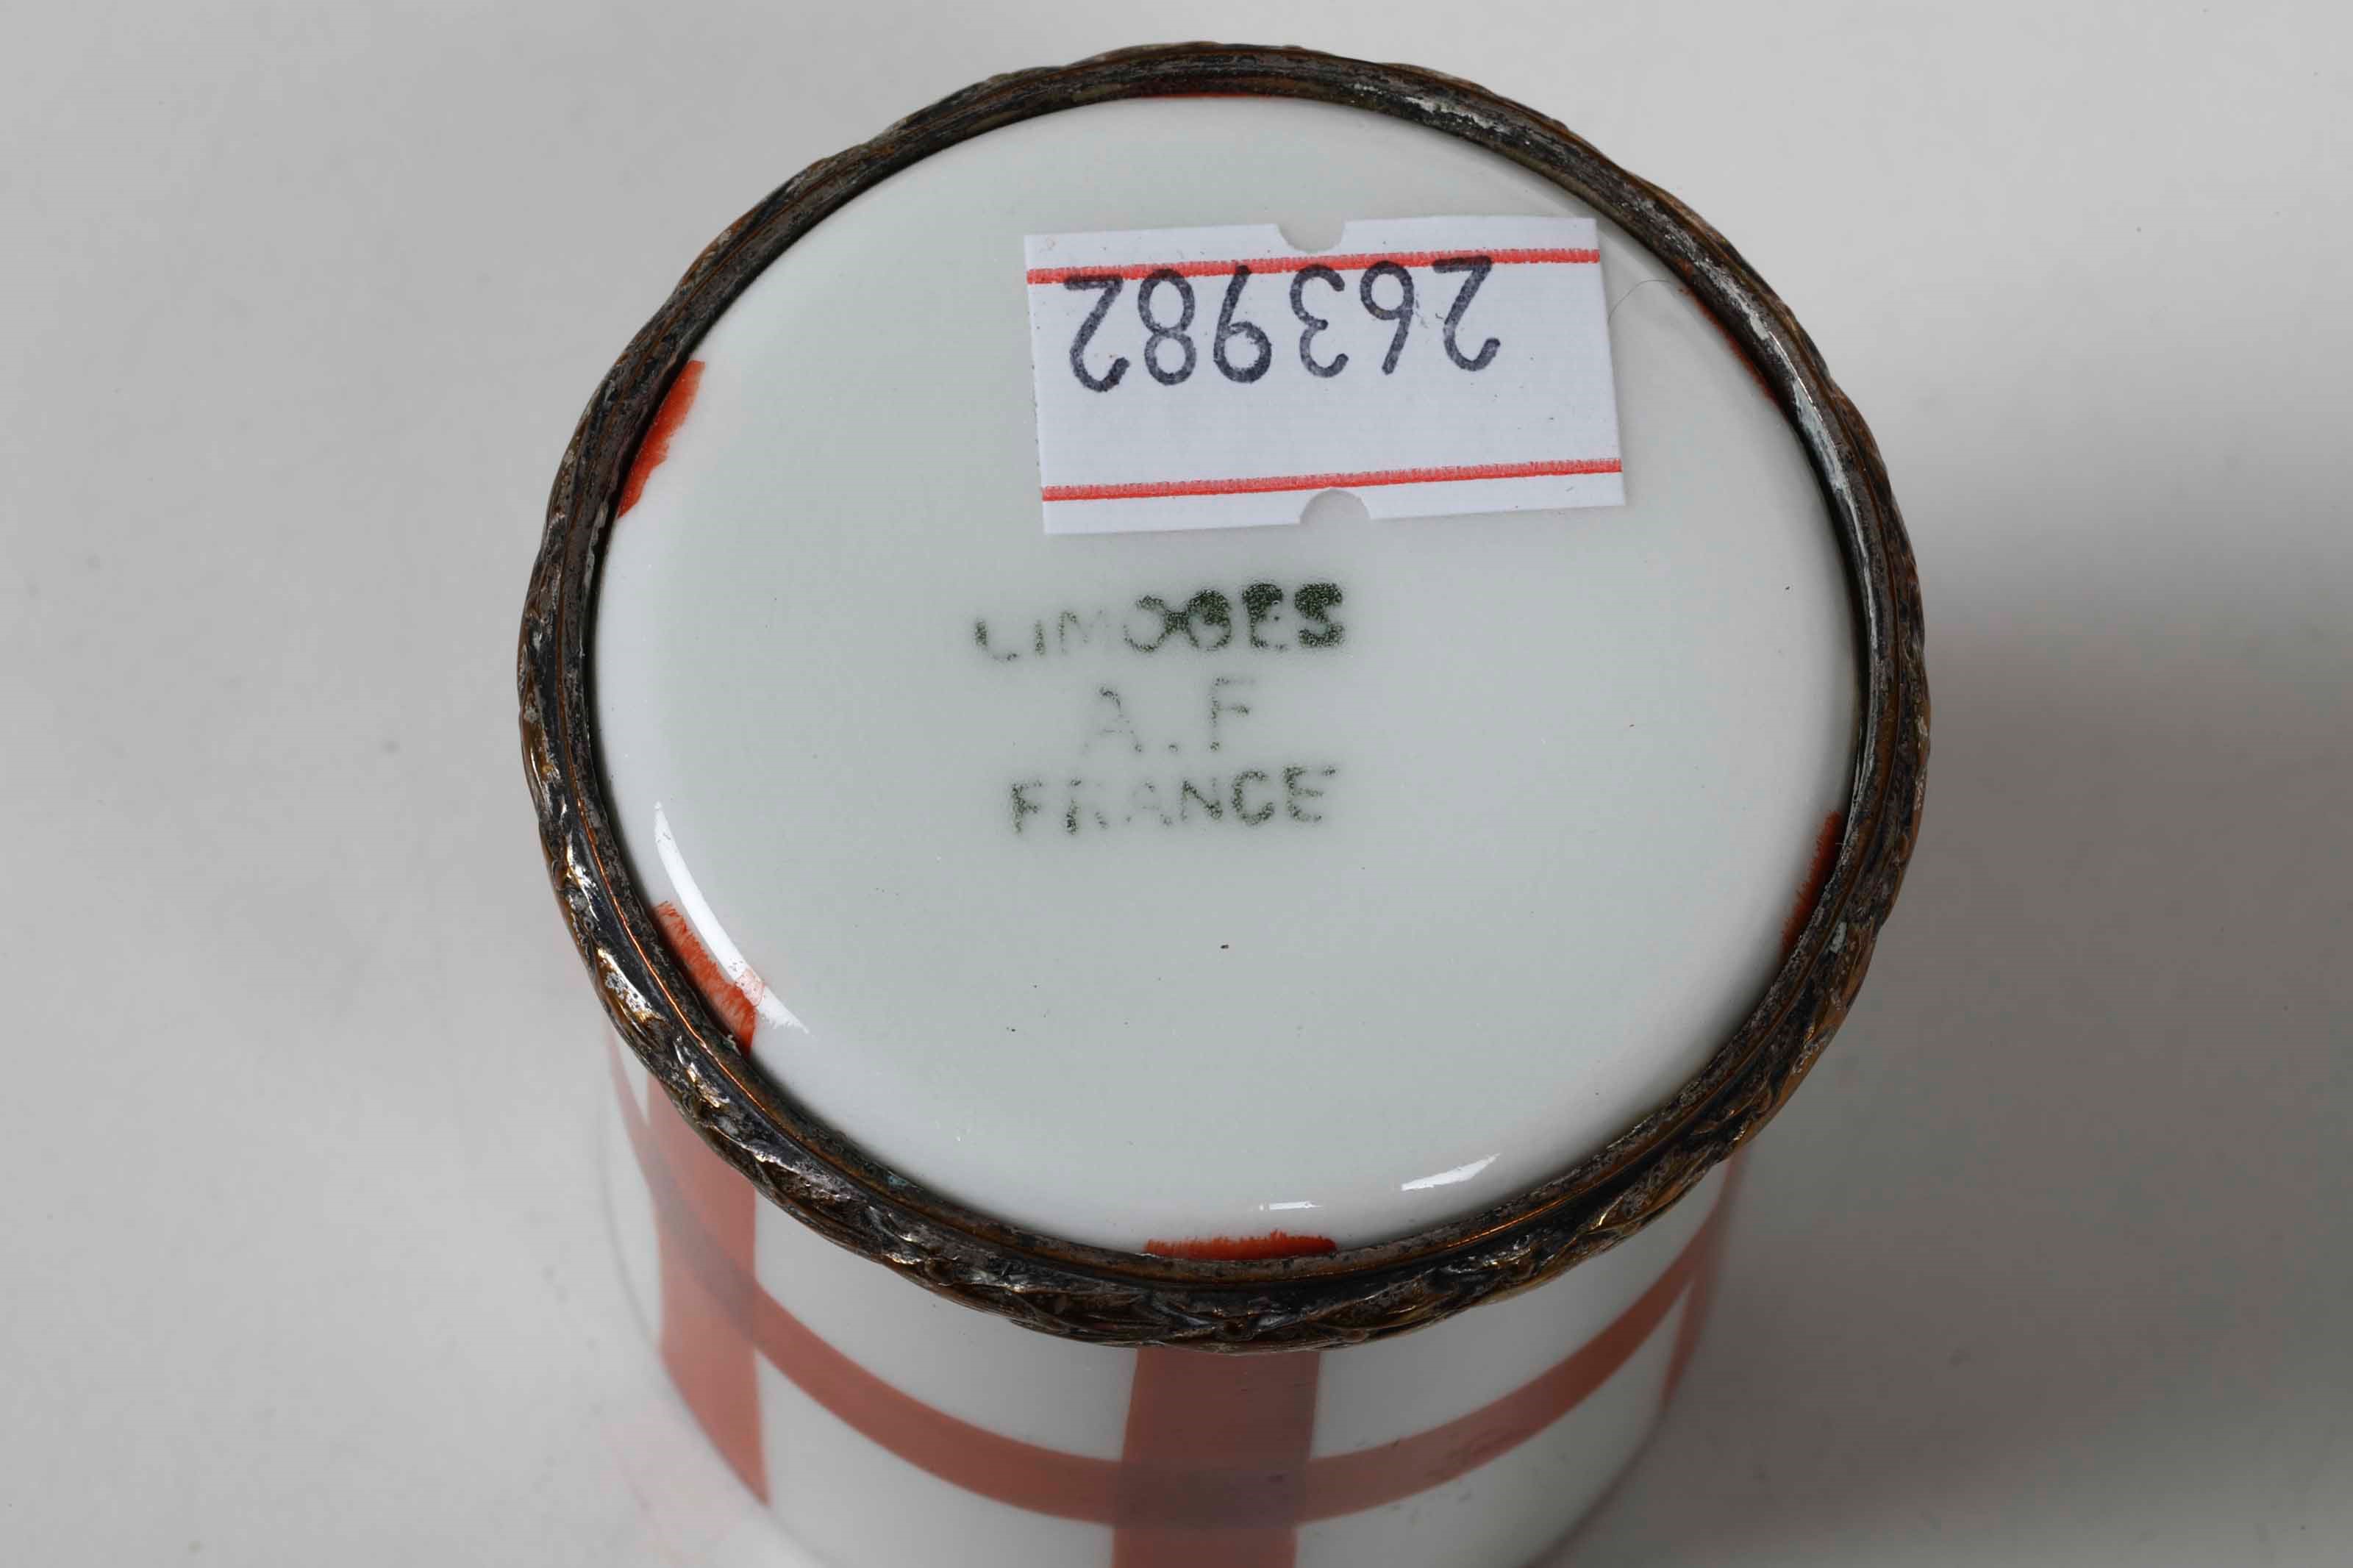 263982
LIMOGES
A.F
FRANCE